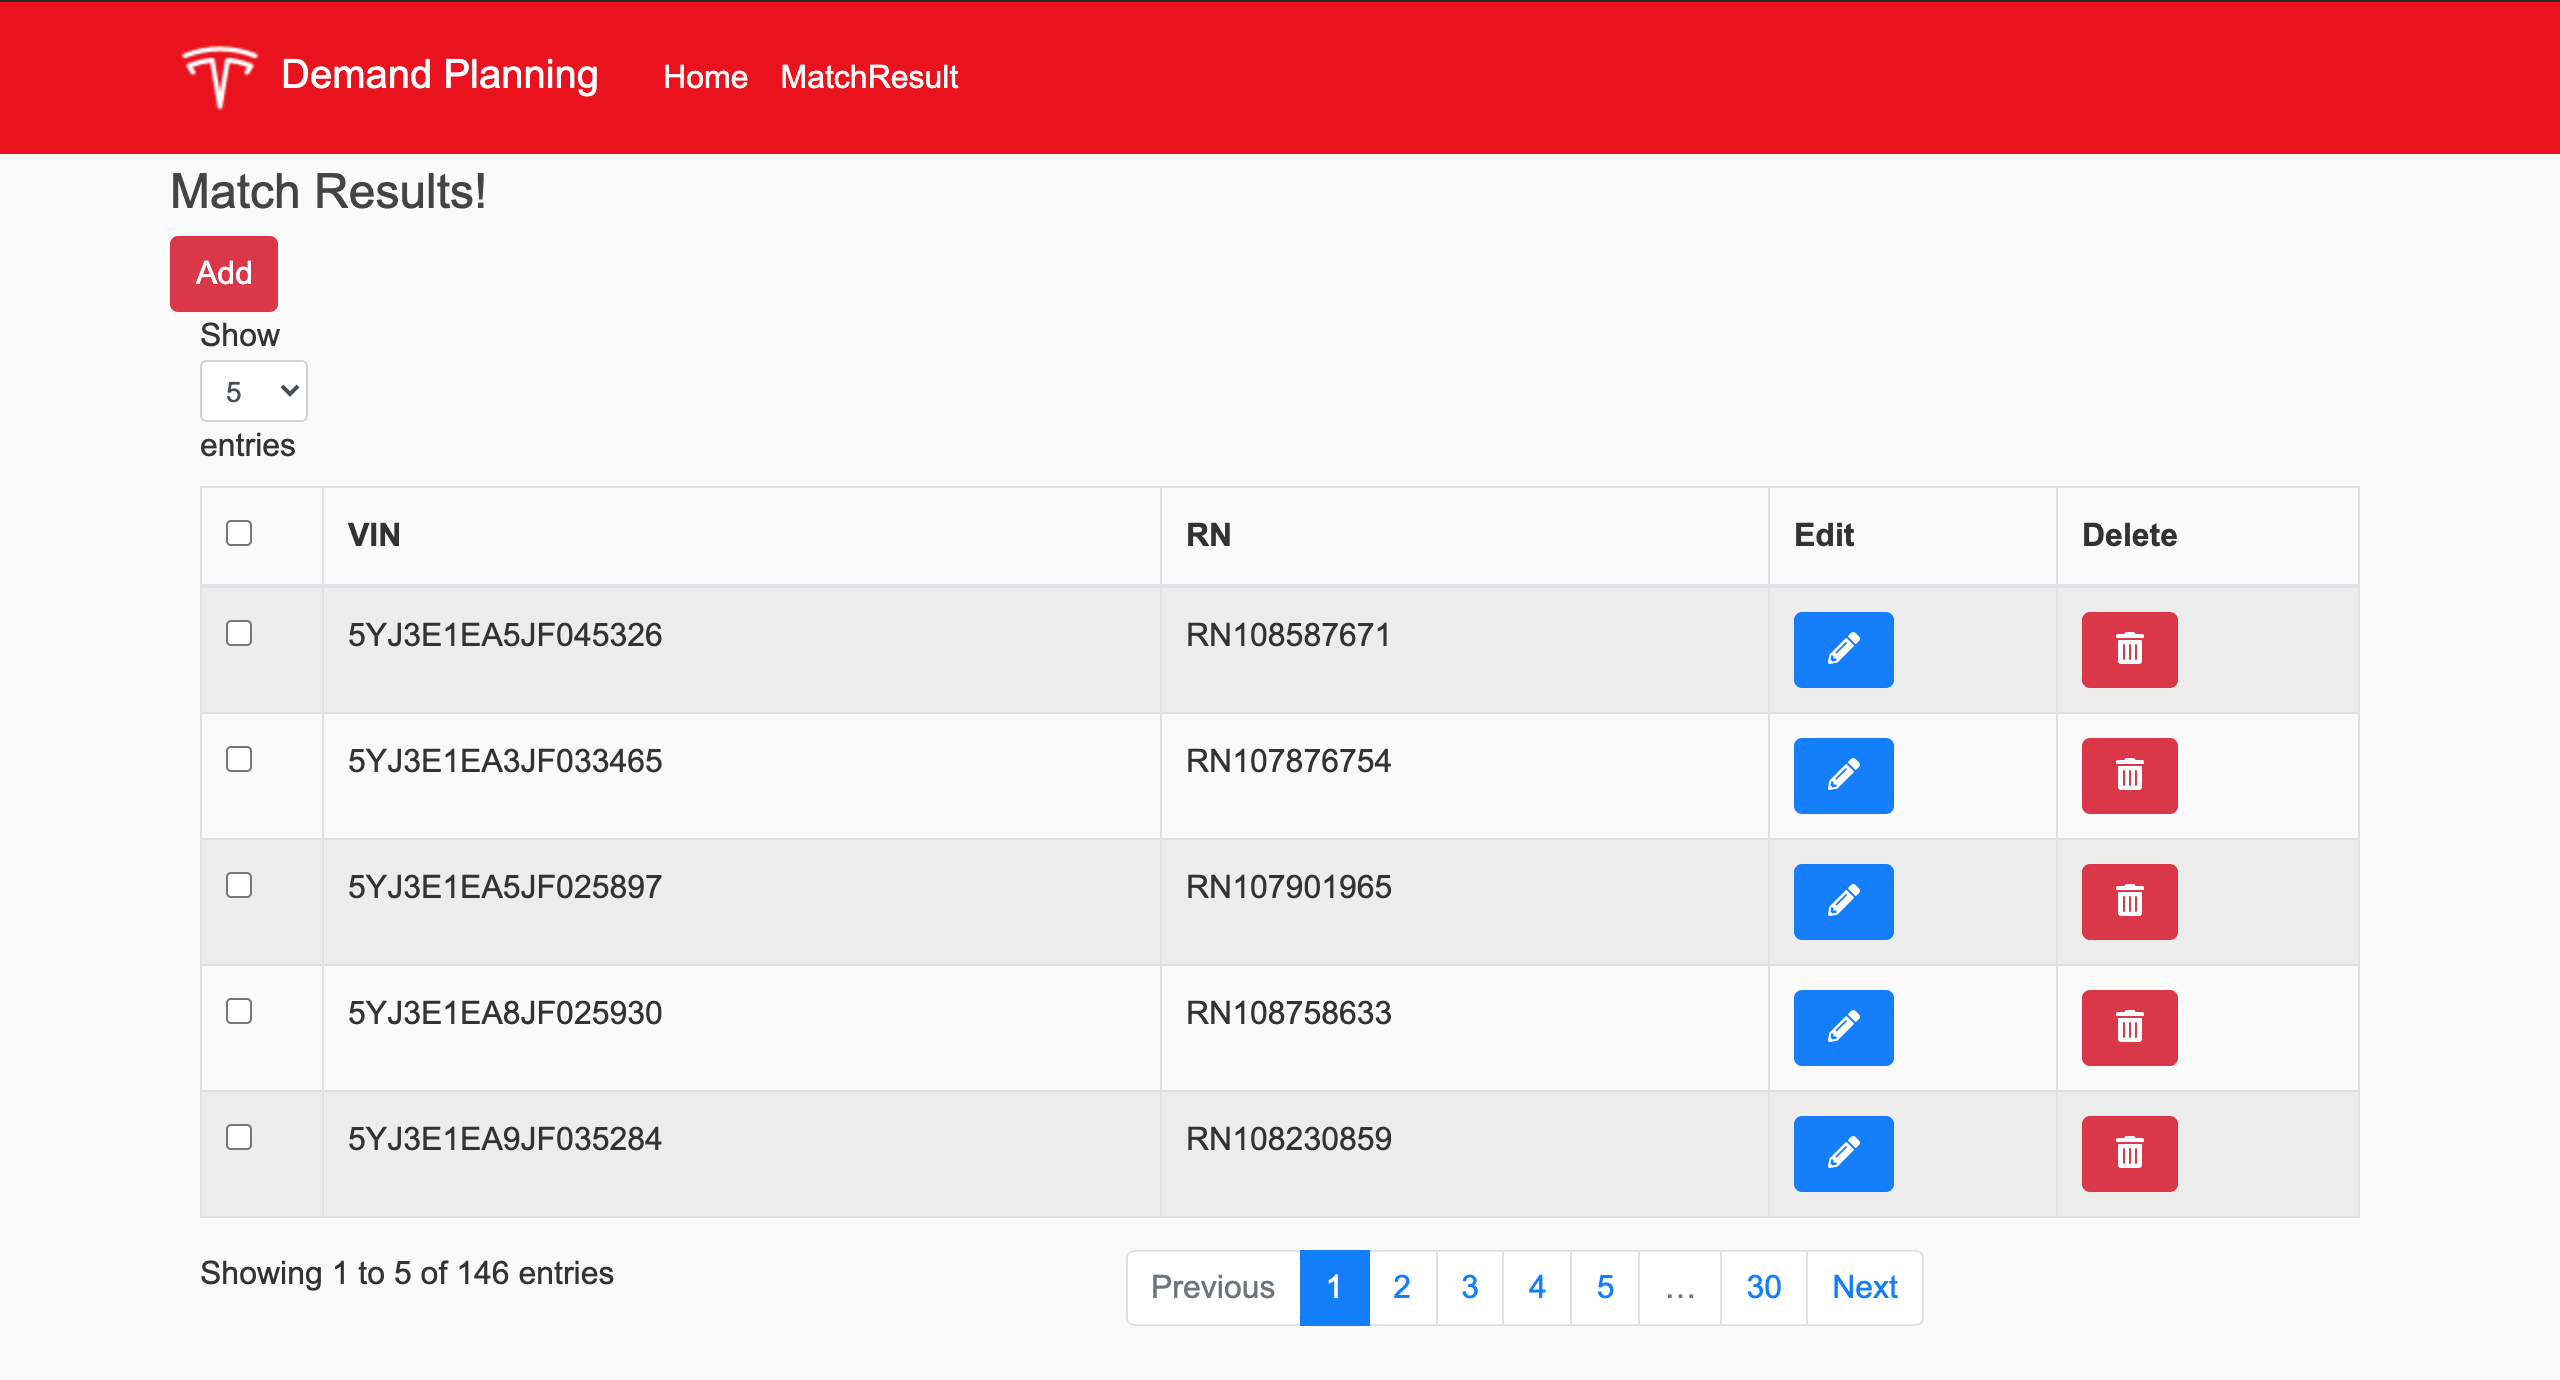 Demand Planning Home MatchResult
Match Results!
Add
Show
5
entries
VIN RN Edit Delete
5YJ3E1EA5JF045326 RN108587671
5YJ3E1EA3JF033465 RN107876754
5YJ3E1EA5JF025897 RN107901965
5YJ3E1EA8JF025930 RN108758633
5YJ3E1EA9JF035284 RN108230859
Showing 1 to 5 of 146 entries Previous 1 2 3 4 5 … 30 Next